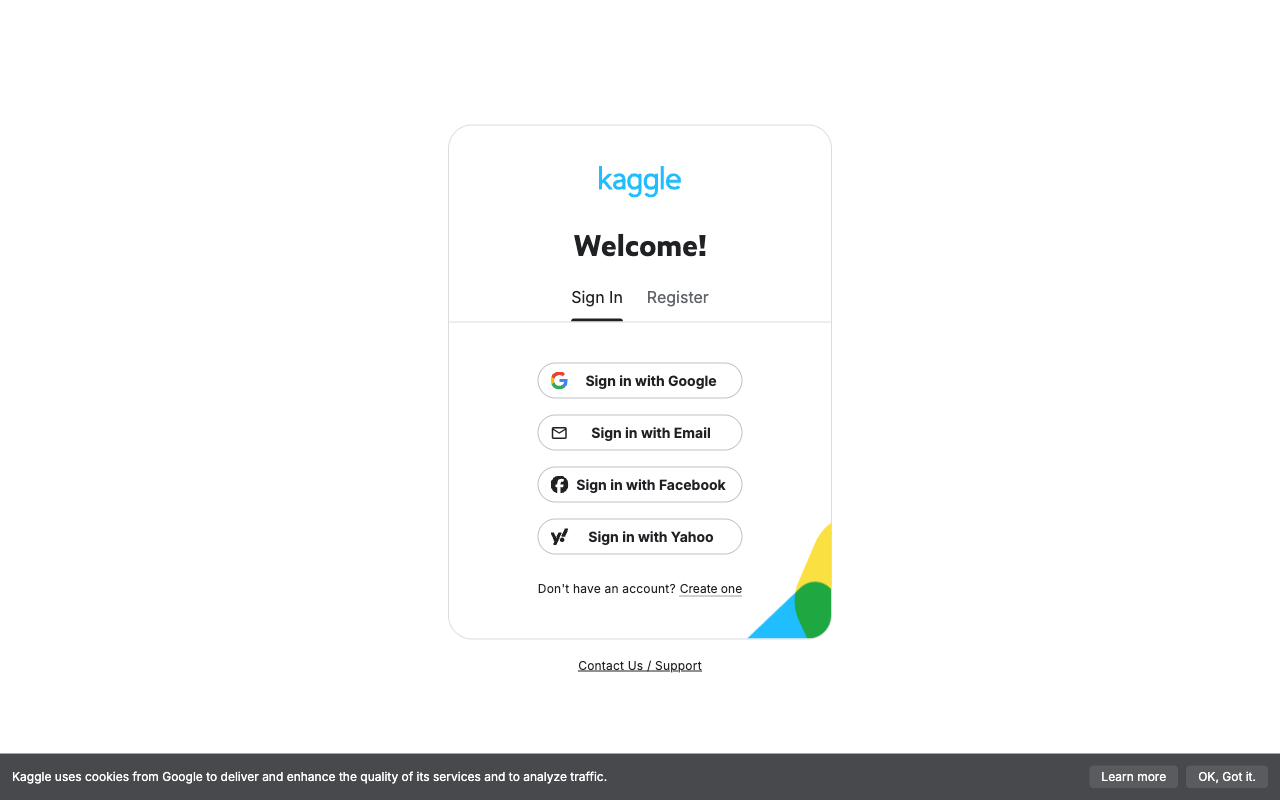 kaggle
Welcome!
Sign In Register
Sign in with Google
Sign in with Email
Sign in with Facebook
Sign in with Yahoo
Don't have an account? Create one
Contact Us / Support
Kaggle uses cookies from Google to deliver and enhance the quality of its services and to analyze traffic. Learn more OK, Got it.